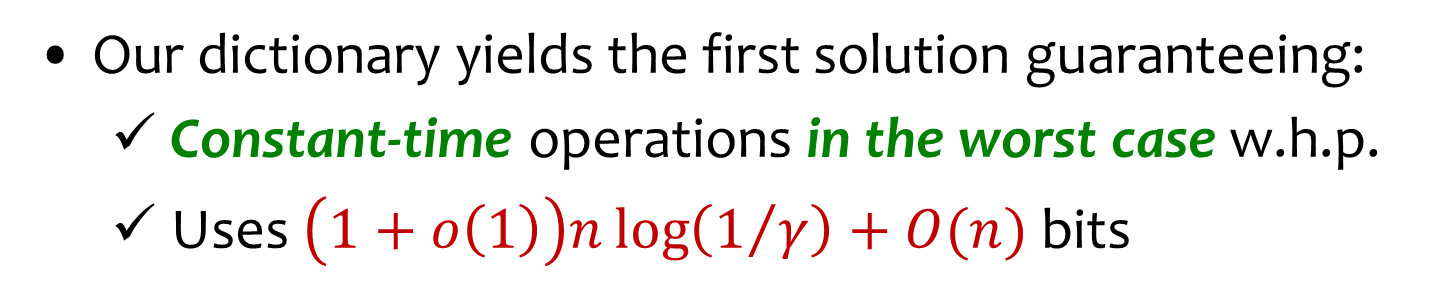 • Our dictionary yields the first solution guaranteeing:
✓ Constant-time operations in the worst case w.h.p.
✓ Uses (1 + o(1))n log(1/γ) + O(n) bits